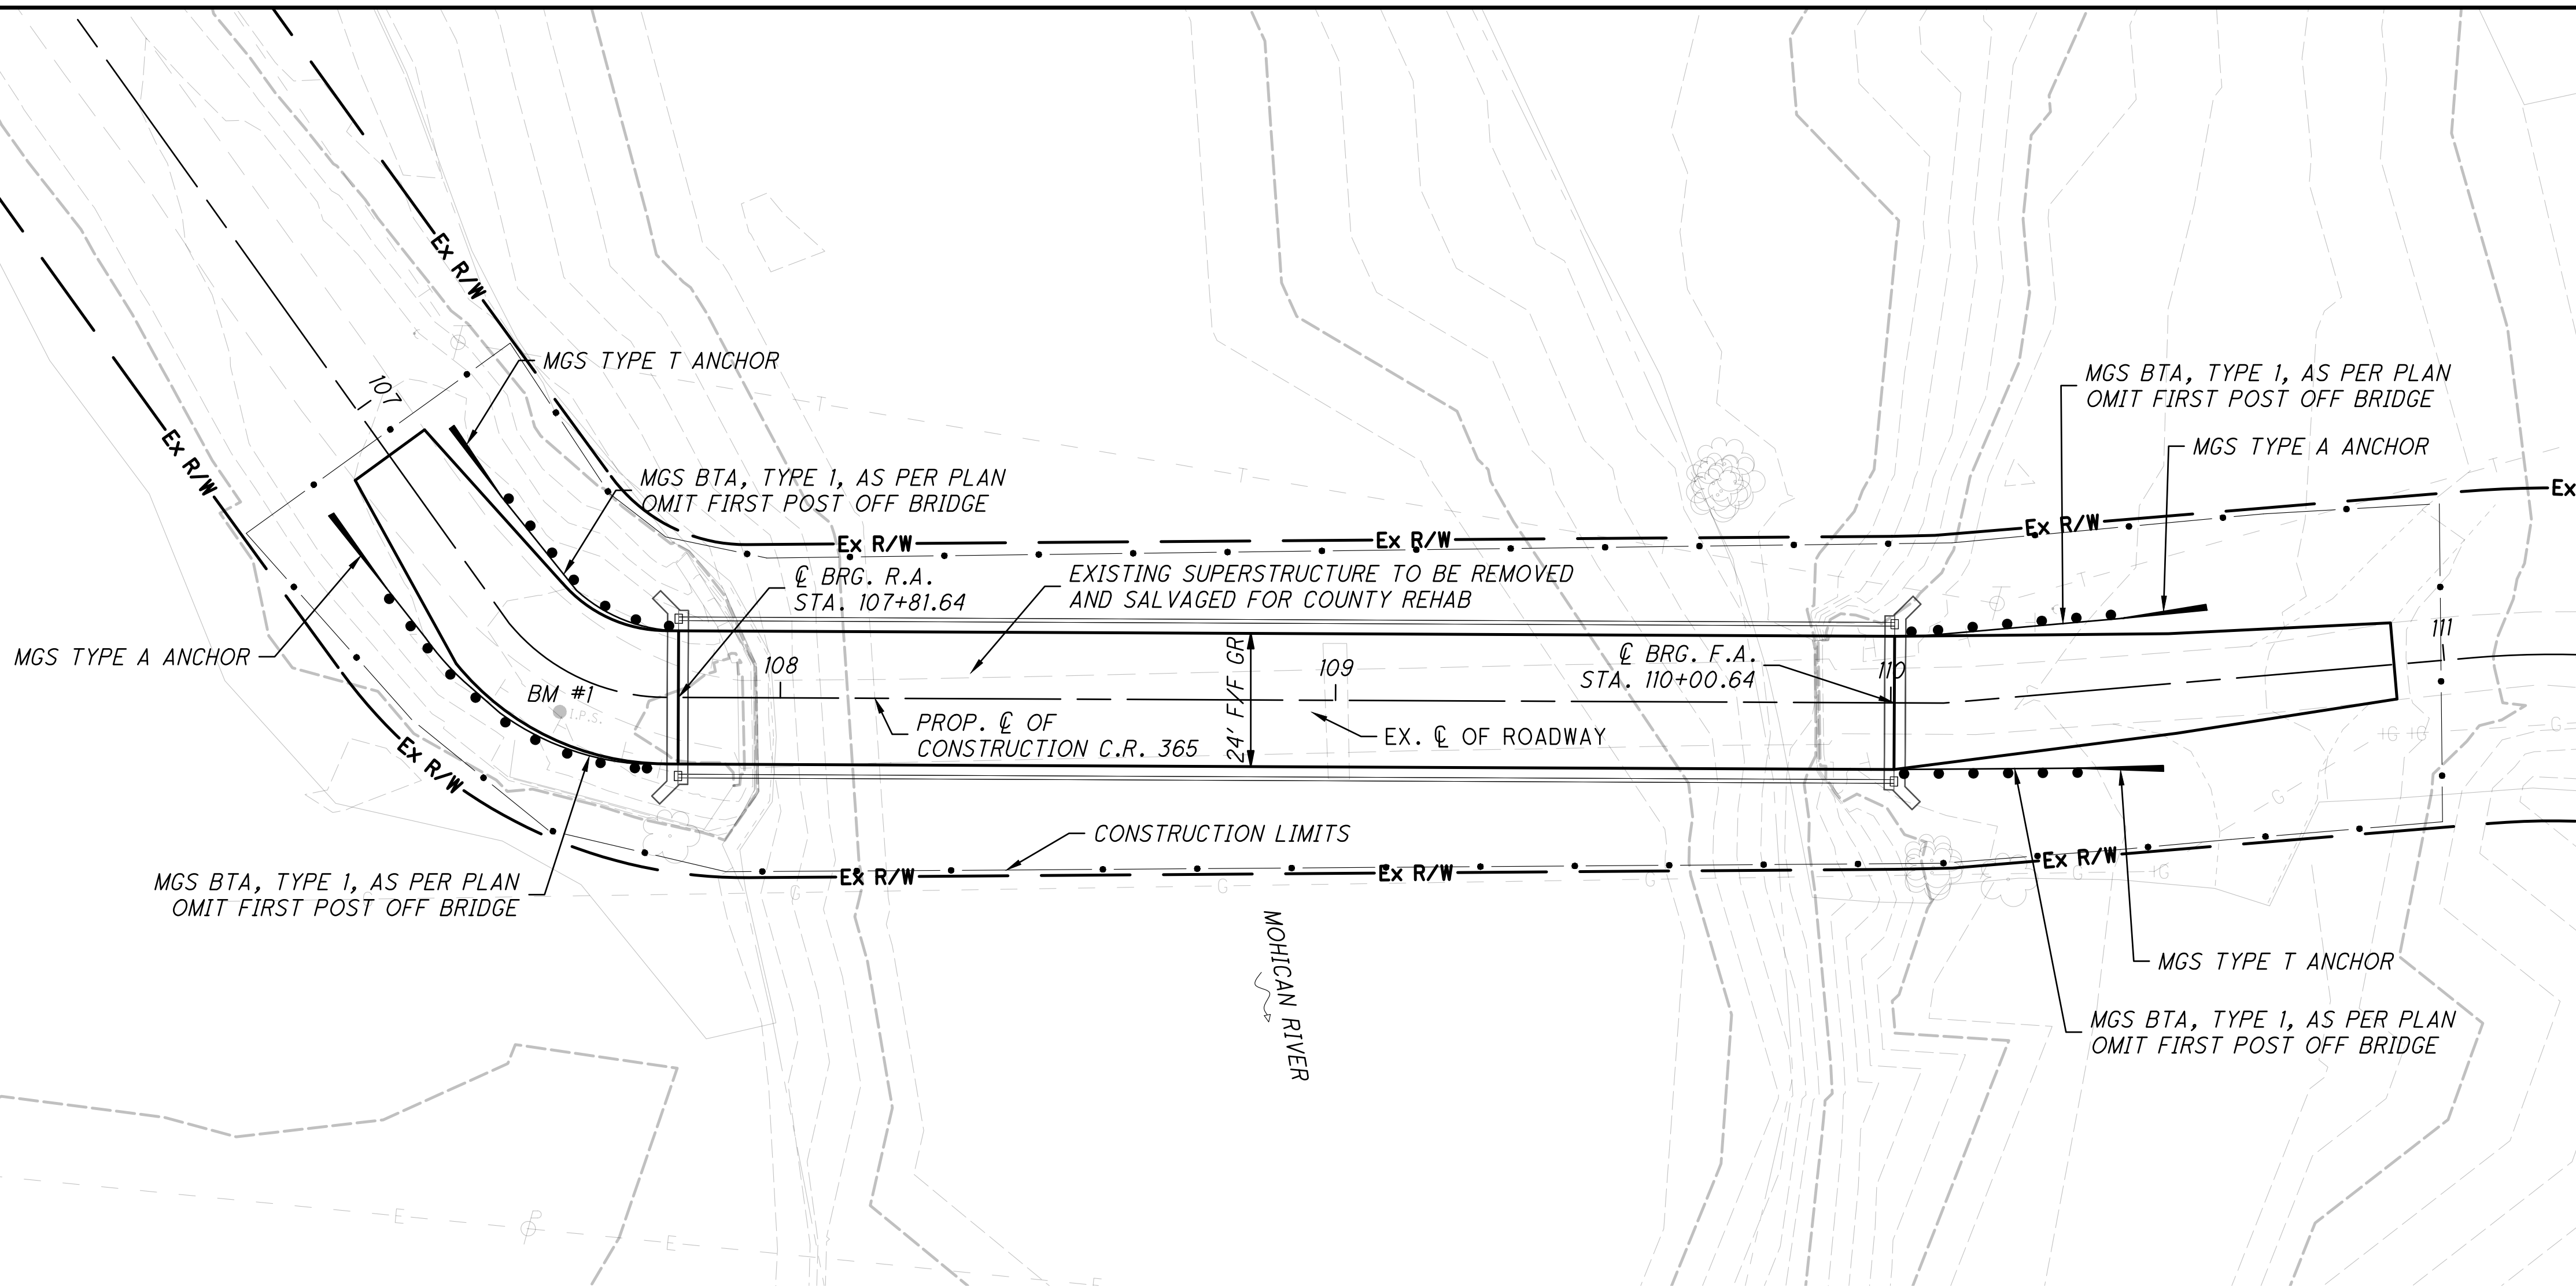 Ex R/W
107
MGS TYPE T ANCHOR
Ex R/W
MGS BTA, TYPE 1, AS PER PLAN
OMIT FIRST POST OFF BRIDGE
MGS BTA, TYPE 1, AS PER PLAN
OMIT FIRST POST OFF BRIDGE
MGS TYPE A ANCHOR
Ex
Ex R/W
Ex R/W
Ex R/W
℄ BRG. R.A.
STA. 107+81.64
EXISTING SUPERSTRUCTURE TO BE REMOVED
AND SALVAGED FOR COUNTY REHAB
MGS TYPE A ANCHOR
BM #1
I.P.S.
108
24' F/F GR
109
℄ BRG. F.A.
STA. 110+00.64
110
111
PROP. ℄ OF
CONSTRUCTION C.R. 365
EX. ℄ OF ROADWAY
Ex R/W
CONSTRUCTION LIMITS
MGS BTA, TYPE 1, AS PER PLAN
OMIT FIRST POST OFF BRIDGE
Ex R/W
Ex R/W
Ex R/W
MOHICAN RIVER
MGS TYPE T ANCHOR
MGS BTA, TYPE 1, AS PER PLAN
OMIT FIRST POST OFF BRIDGE
T
T
T
G
G
G
G
G
G
G
G
G
E
P
E
E